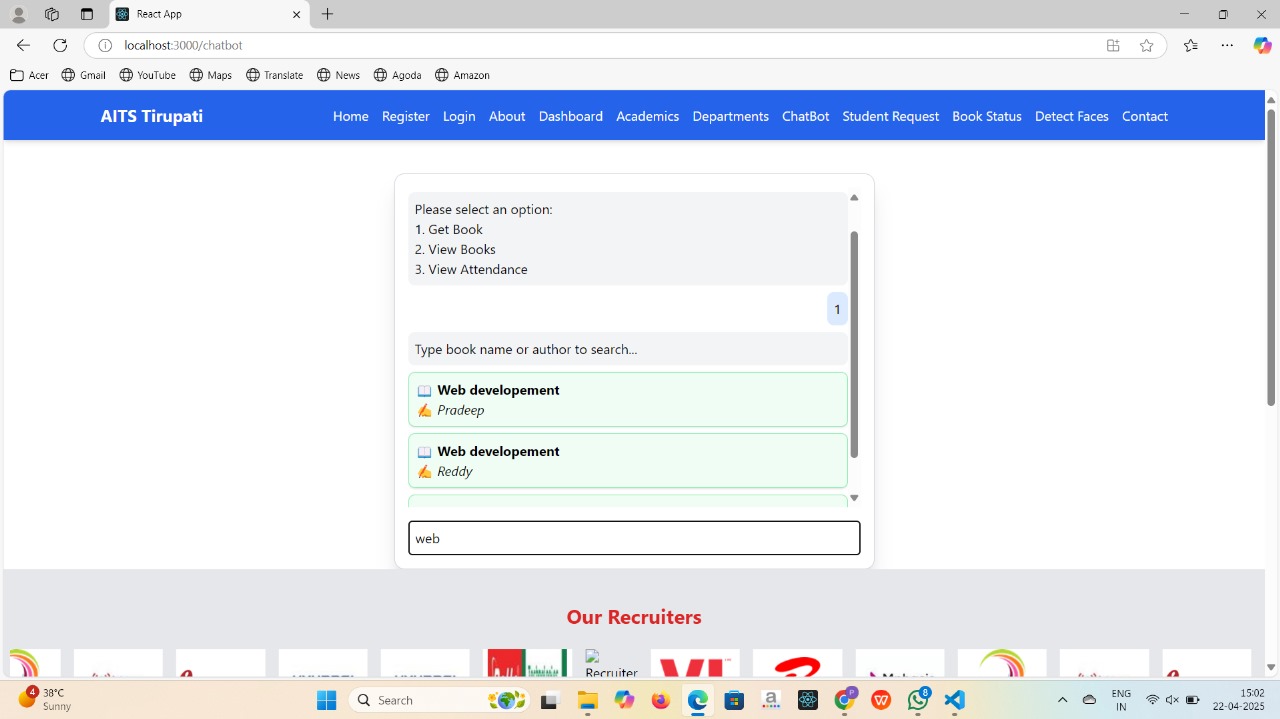 React App
localhost:3000/chatbot
Acer Gmail YouTube Maps Translate News Agoda Amazon
AITS Tirupati Home Register Login About Dashboard Academics Departments ChatBot Student Request Book Status Detect Faces Contact
Please select an option:
1. Get Book
2. View Books
3. View Attendance
1
Type book name or author to search...
Web developement
Pradeep
Web developement
Reddy
web
Our Recruiters
Recruiter
4
38°C
Sunny
Search
P
8
ENG
IN
15:02
22-04-2025